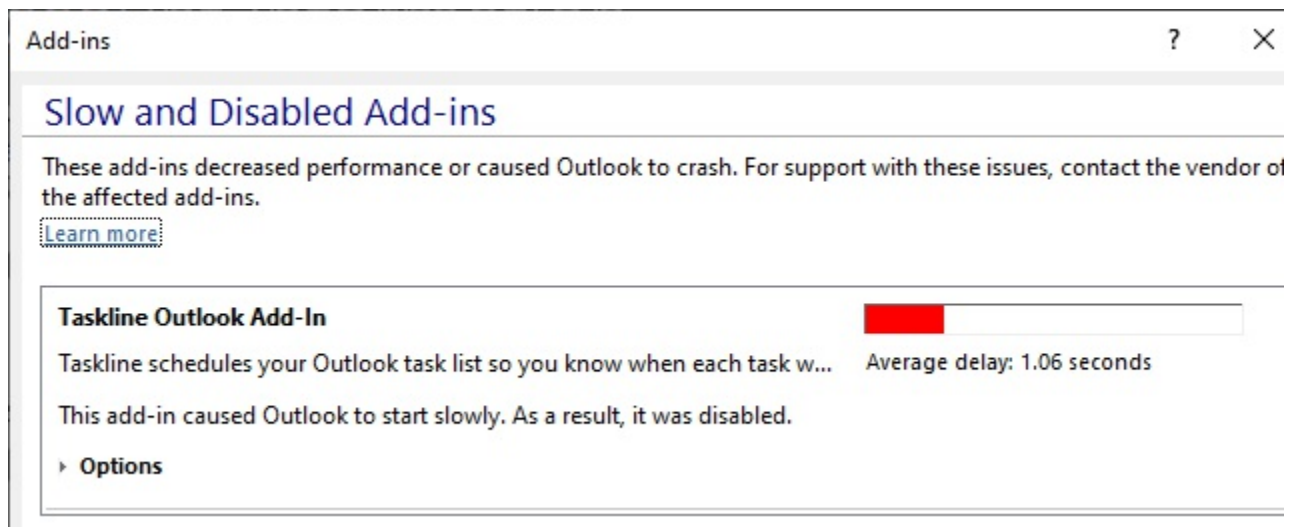 Add-ins
?
Slow and Disabled Add-ins
These add-ins decreased performance or caused Outlook to crash. For support with these issues, contact the vendor of
the affected add-ins.
Learn more
Taskline Outlook Add-In
Taskline schedules your Outlook task list so you know when each task w... Average delay: 1.06 seconds
This add-in caused Outlook to start slowly. As a result, it was disabled.
Options